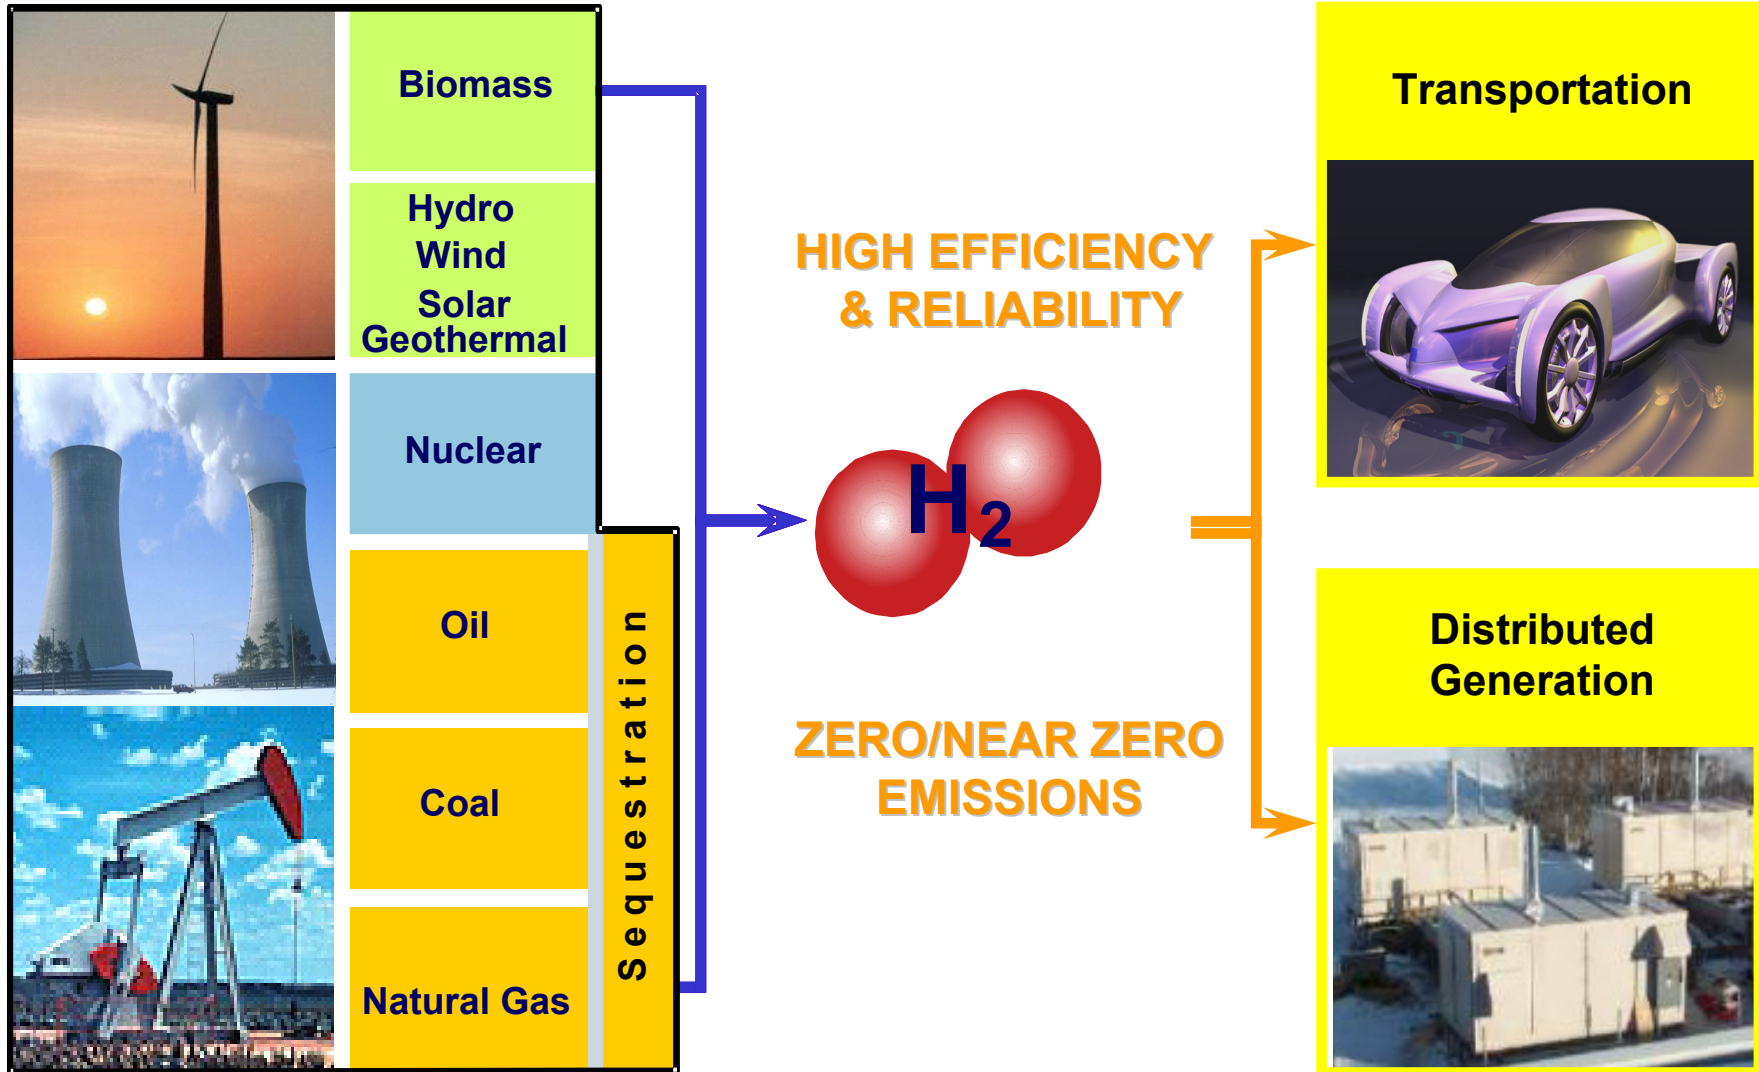 Biomass
Hydro
Wind
Solar
Geothermal
Nuclear
Oil
Coal
Natural Gas
Sequestration
HIGH EFFICIENCY
& RELIABILITY
H2
ZERO/NEAR ZERO
EMISSIONS
Transportation
Distributed
Generation